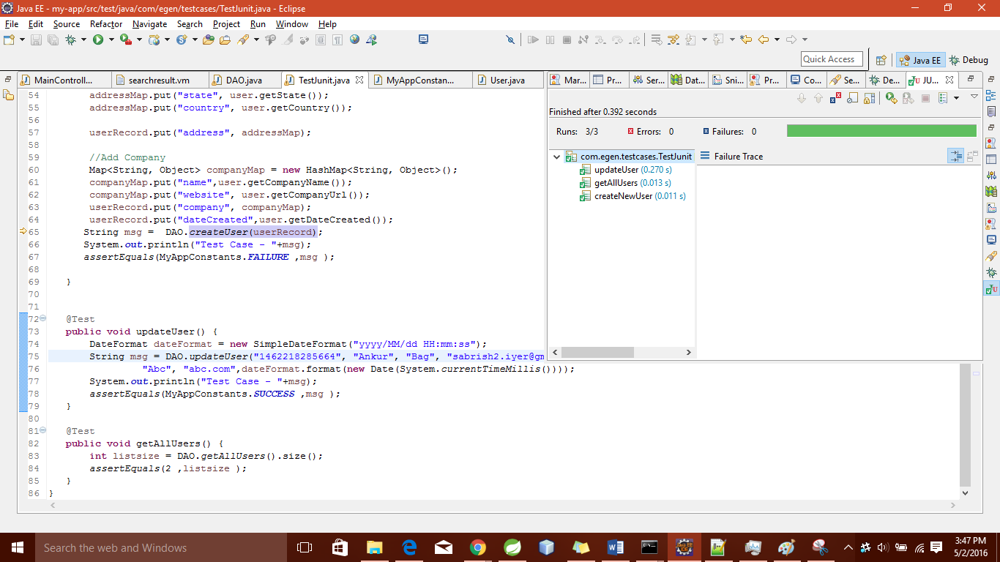 Java EE - my-app/src/test/java/com/egen/testcases/TestJunit.java - Eclipse
File Edit Source Refactor Navigate Search Project Run Window Help
Quick Access
Java EE Debug
MainControll... searchresult.vm DAO.java TestJunit.java MyAppConstan... User.java
Mar... Pr... Ser... Dat... Sni... Pr... Co... Se... De... JU...
Finished after 0.392 seconds
Runs: 3/3 Errors: 0 Failures: 0
com.egen.testcases.TestJunit
updateUser (0.270 s)
getAllUsers (0.013 s)
createNewUser (0.011 s)
Failure Trace
54 addressMap.put("state", user.getState());
55 addressMap.put("country", user.getCountry());
56
57 userRecord.put("address", addressMap);
58
59 //Add Company
60 Map<String, Object> companyMap = new HashMap<String, Object>();
61 companyMap.put("name",user.getCompanyName());
62 companyMap.put("website", user.getCompanyUrl());
63 userRecord.put("company", companyMap);
64 userRecord.put("dateCreated",user.getDateCreated());
65 String msg = DAO.createUser(userRecord);
66 System.out.println("Test Case - "+msg);
67 assertEquals(MyAppConstants.FAILURE ,msg );
68
69 }
70
71
72 @Test
73 public void updateUser() {
74 DateFormat dateFormat = new SimpleDateFormat("yyyy/MM/dd HH:mm:ss");
75 String msg = DAO.updateUser("1462218285664", "Ankur", "Bag", "sabrish2.iyer@gm
76 "Abc", "abc.com",dateFormat.format(new Date(System.currentTimeMillis())));
77 System.out.println("Test Case - "+msg);
78 assertEquals(MyAppConstants.SUCCESS ,msg );
79 }
80
81 @Test
82 public void getAllUsers() {
83 int listsize = DAO.getAllUsers().size();
84 assertEquals(2 ,listsize );
85 }
86 }
Search the web and Windows
3:47 PM
5/2/2016